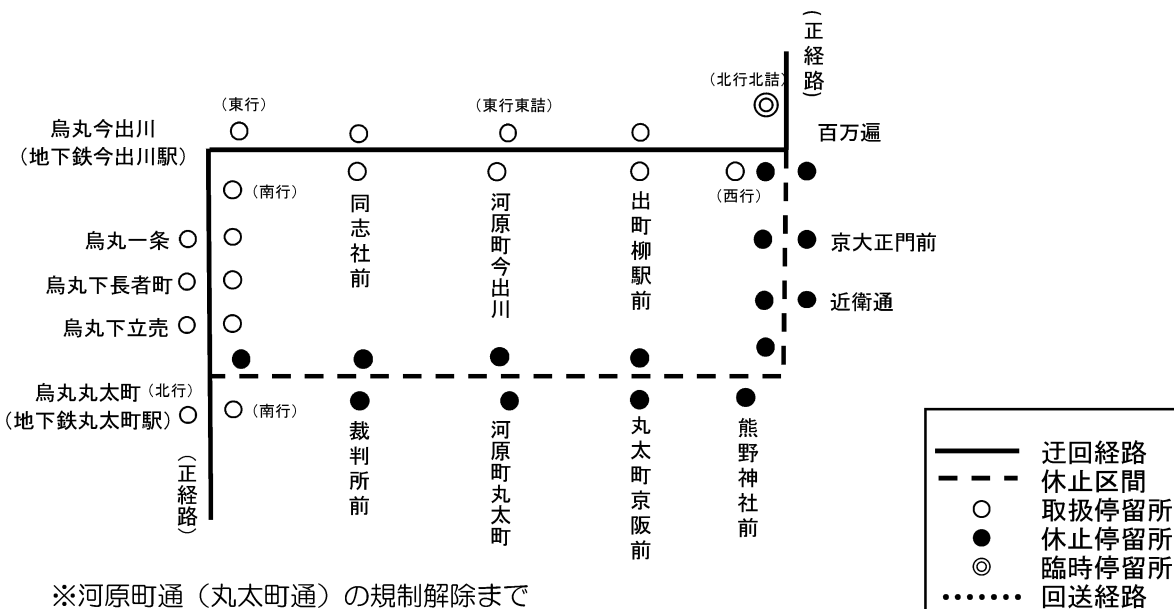 （正経路）
（北行北詰）
（東行）
（東行東詰）
烏丸今出川
（地下鉄今出川駅）
百万遍
（南行）
（西行）
同志社前
河原町今出川
出町柳駅前
烏丸一条
京大正門前
烏丸下長者町
近衛通
烏丸下立売
烏丸丸太町（北行）
（地下鉄丸太町駅）
（南行）
裁判所前
河原町丸太町
丸太町京阪前
熊野神社前
（正経路）
迂回経路
休止区間
取扱停留所
休止停留所
臨時停留所
回送経路
※河原町通（丸太町通）の規制解除まで